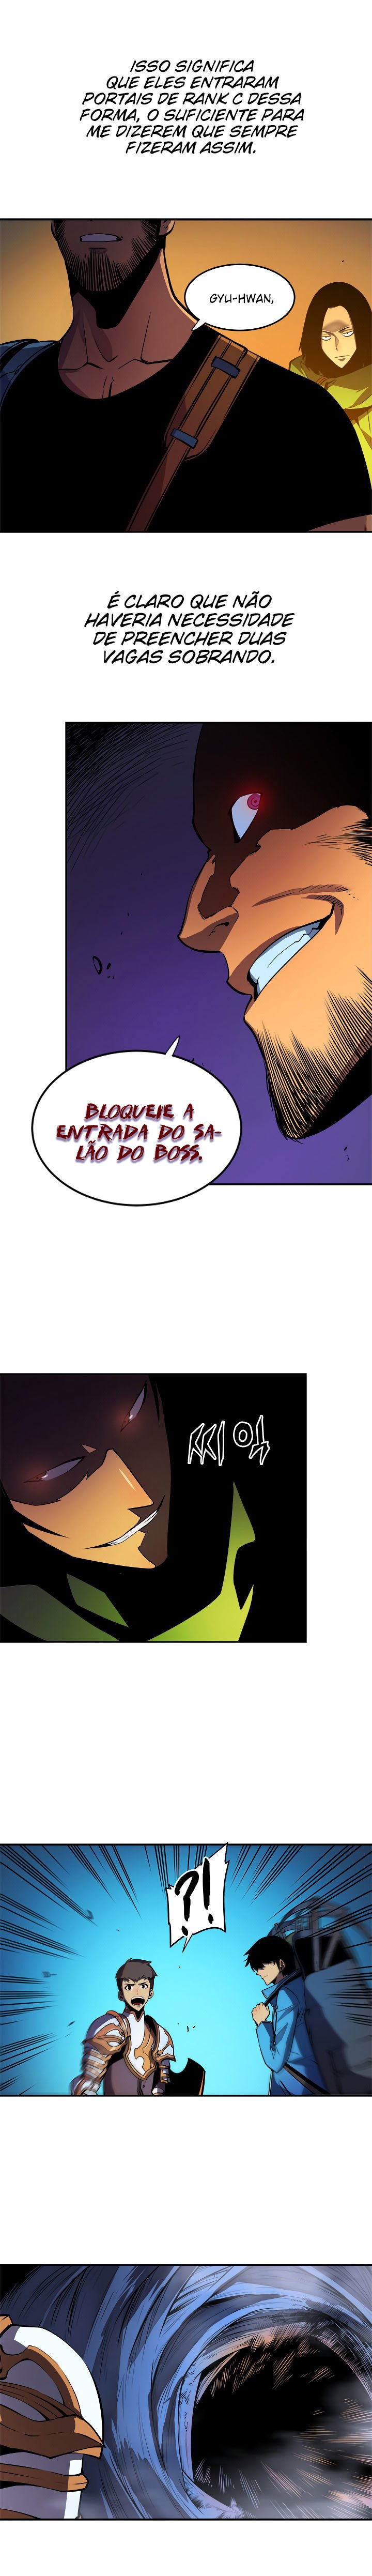 ISSO SIGNIFICA
QUE ELES ENTRARAM
PORTAIS DE RANK C DESSA
FORMA, O SUFICIENTE PARA
ME DIZEREM QUE SEMPRE
FIZERAM ASSIM.
GYU-HWAN,
É CLARO QUE NÃO
HAVERIA NECESSIDADE
DE PREENCHER DUAS
VAGAS SOBRANDO.
BLOQUEIE A
ENTRADA DO SA-
LÃO DO BOSS.
?!